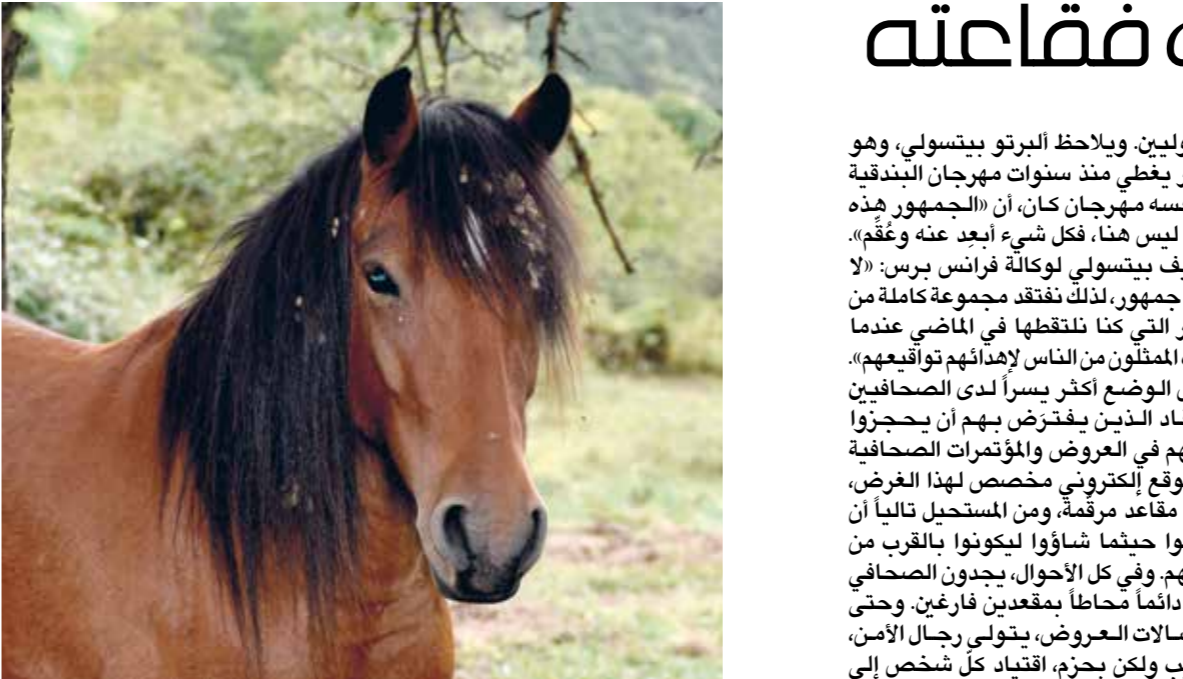 فقاعته
ويلاحظ ألبرتو بيتسولي، وهو
يغطي منذ سنوات مهرجان البندقية
مهرجان كان، أن «الجمهور هذه
ليس هنا، فكل شيء أبعِد عنه وعُقِّم».
بيتسولي لوكالة فرانس برس: «لا
جمهور، لذلك نفتقد مجموعة كاملة من
التي كنا نلتقطها في الماضي عندما
الممثلون من الناس لإهدائهم تواقيعهم».
الوضع أكثر يسراً لدى الصحافيين
الذين يفترَض بهم أن يحجزوا
في العروض والمؤتمرات الصحافية
إلكتروني مخصص لهذا الغرض،
مقاعد مرقّمة، ومن المستحيل تالياً أن
حيثما شاؤوا ليكونوا بالقرب من
وفي كل الأحوال، يجدون الصحافي
دائماً محاطاً بمقعدين فارغين. وحتى
العروض، يتولى رجال الأمن،
ولكن بحزم، اقتياد كلّ شخص إلى